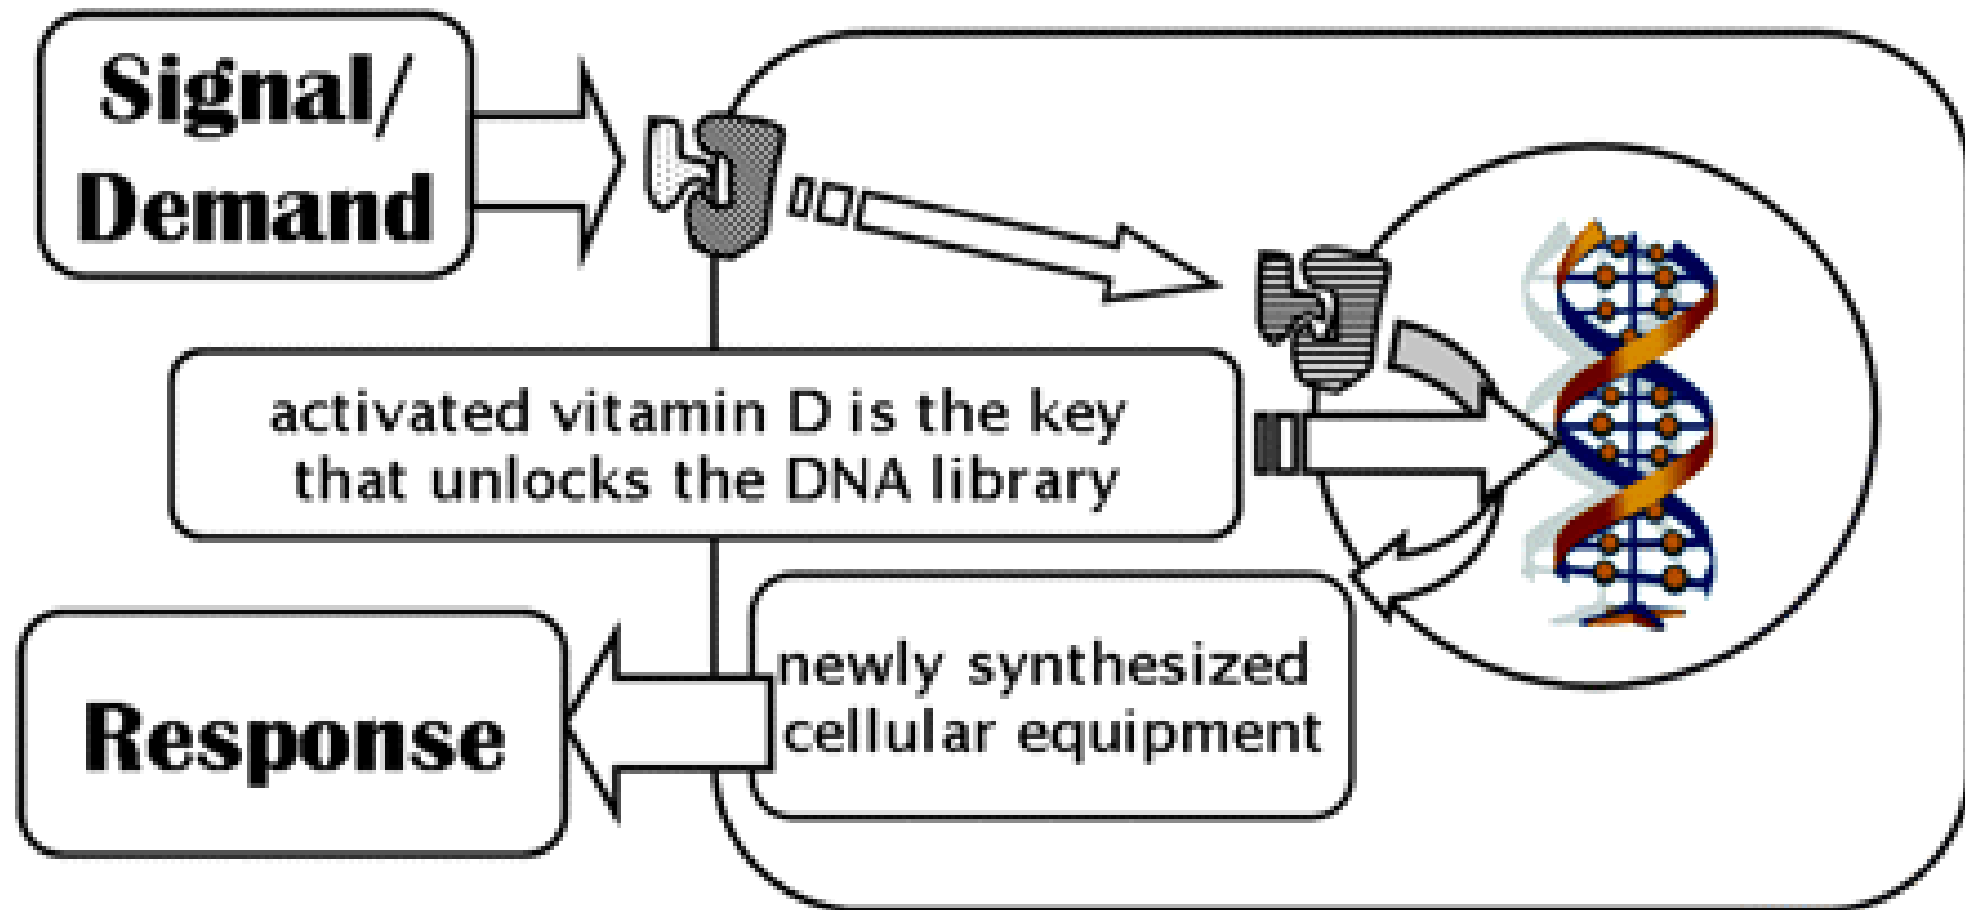 Signal/
Demand
activated vitamin D is the key
that unlocks the DNA library
newly synthesized
cellular equipment
Response